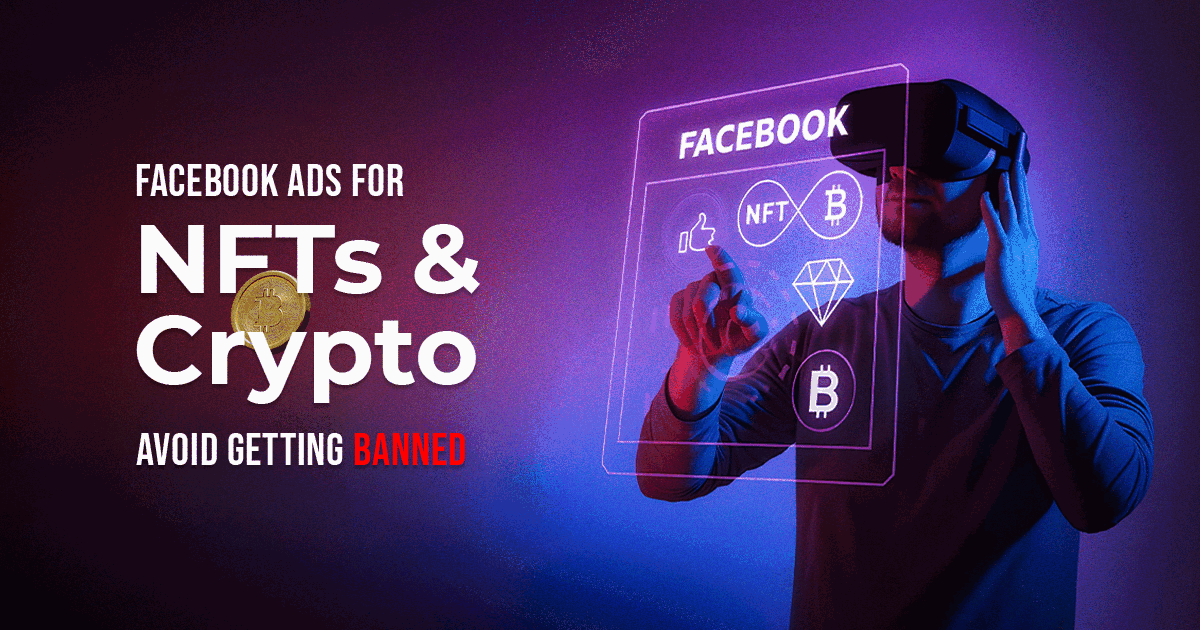 FACEBOOK ADS FOR
NFTs &
Crypto
AVOID GETTING BANNED
FACEBOOK
NFT